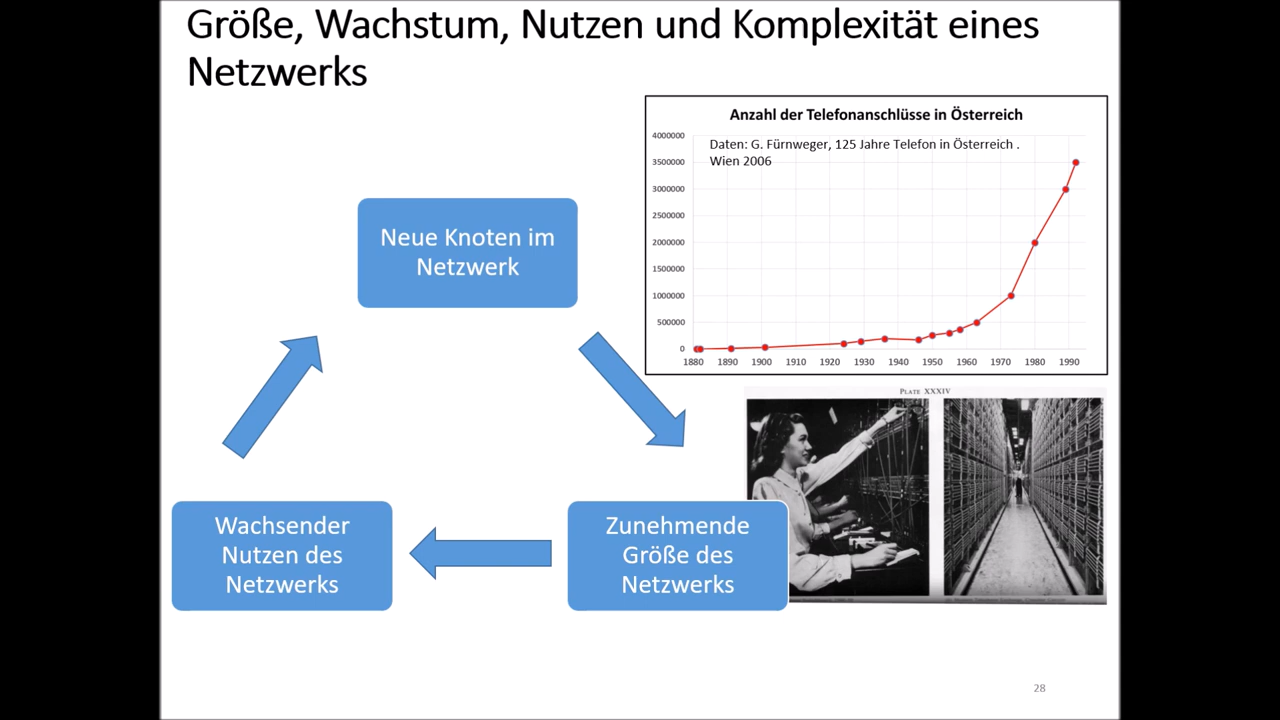 Größe, Wachstum, Nutzen und Komplexität eines
Netzwerks
Anzahl der Telefonanschlüsse in Österreich
Daten: G. Fürnweger, 125 Jahre Telefon in Österreich .
Wien 2006
4000000
3500000
3000000
2500000
2000000
1500000
1000000
500000
0
1880 1890 1900 1910 1920 1930 1940 1950 1960 1970 1980 1990
Neue Knoten im
Netzwerk
PLATE XXXIV
Wachsender
Nutzen des
Netzwerks
Zunehmende
Größe des
Netzwerks
28